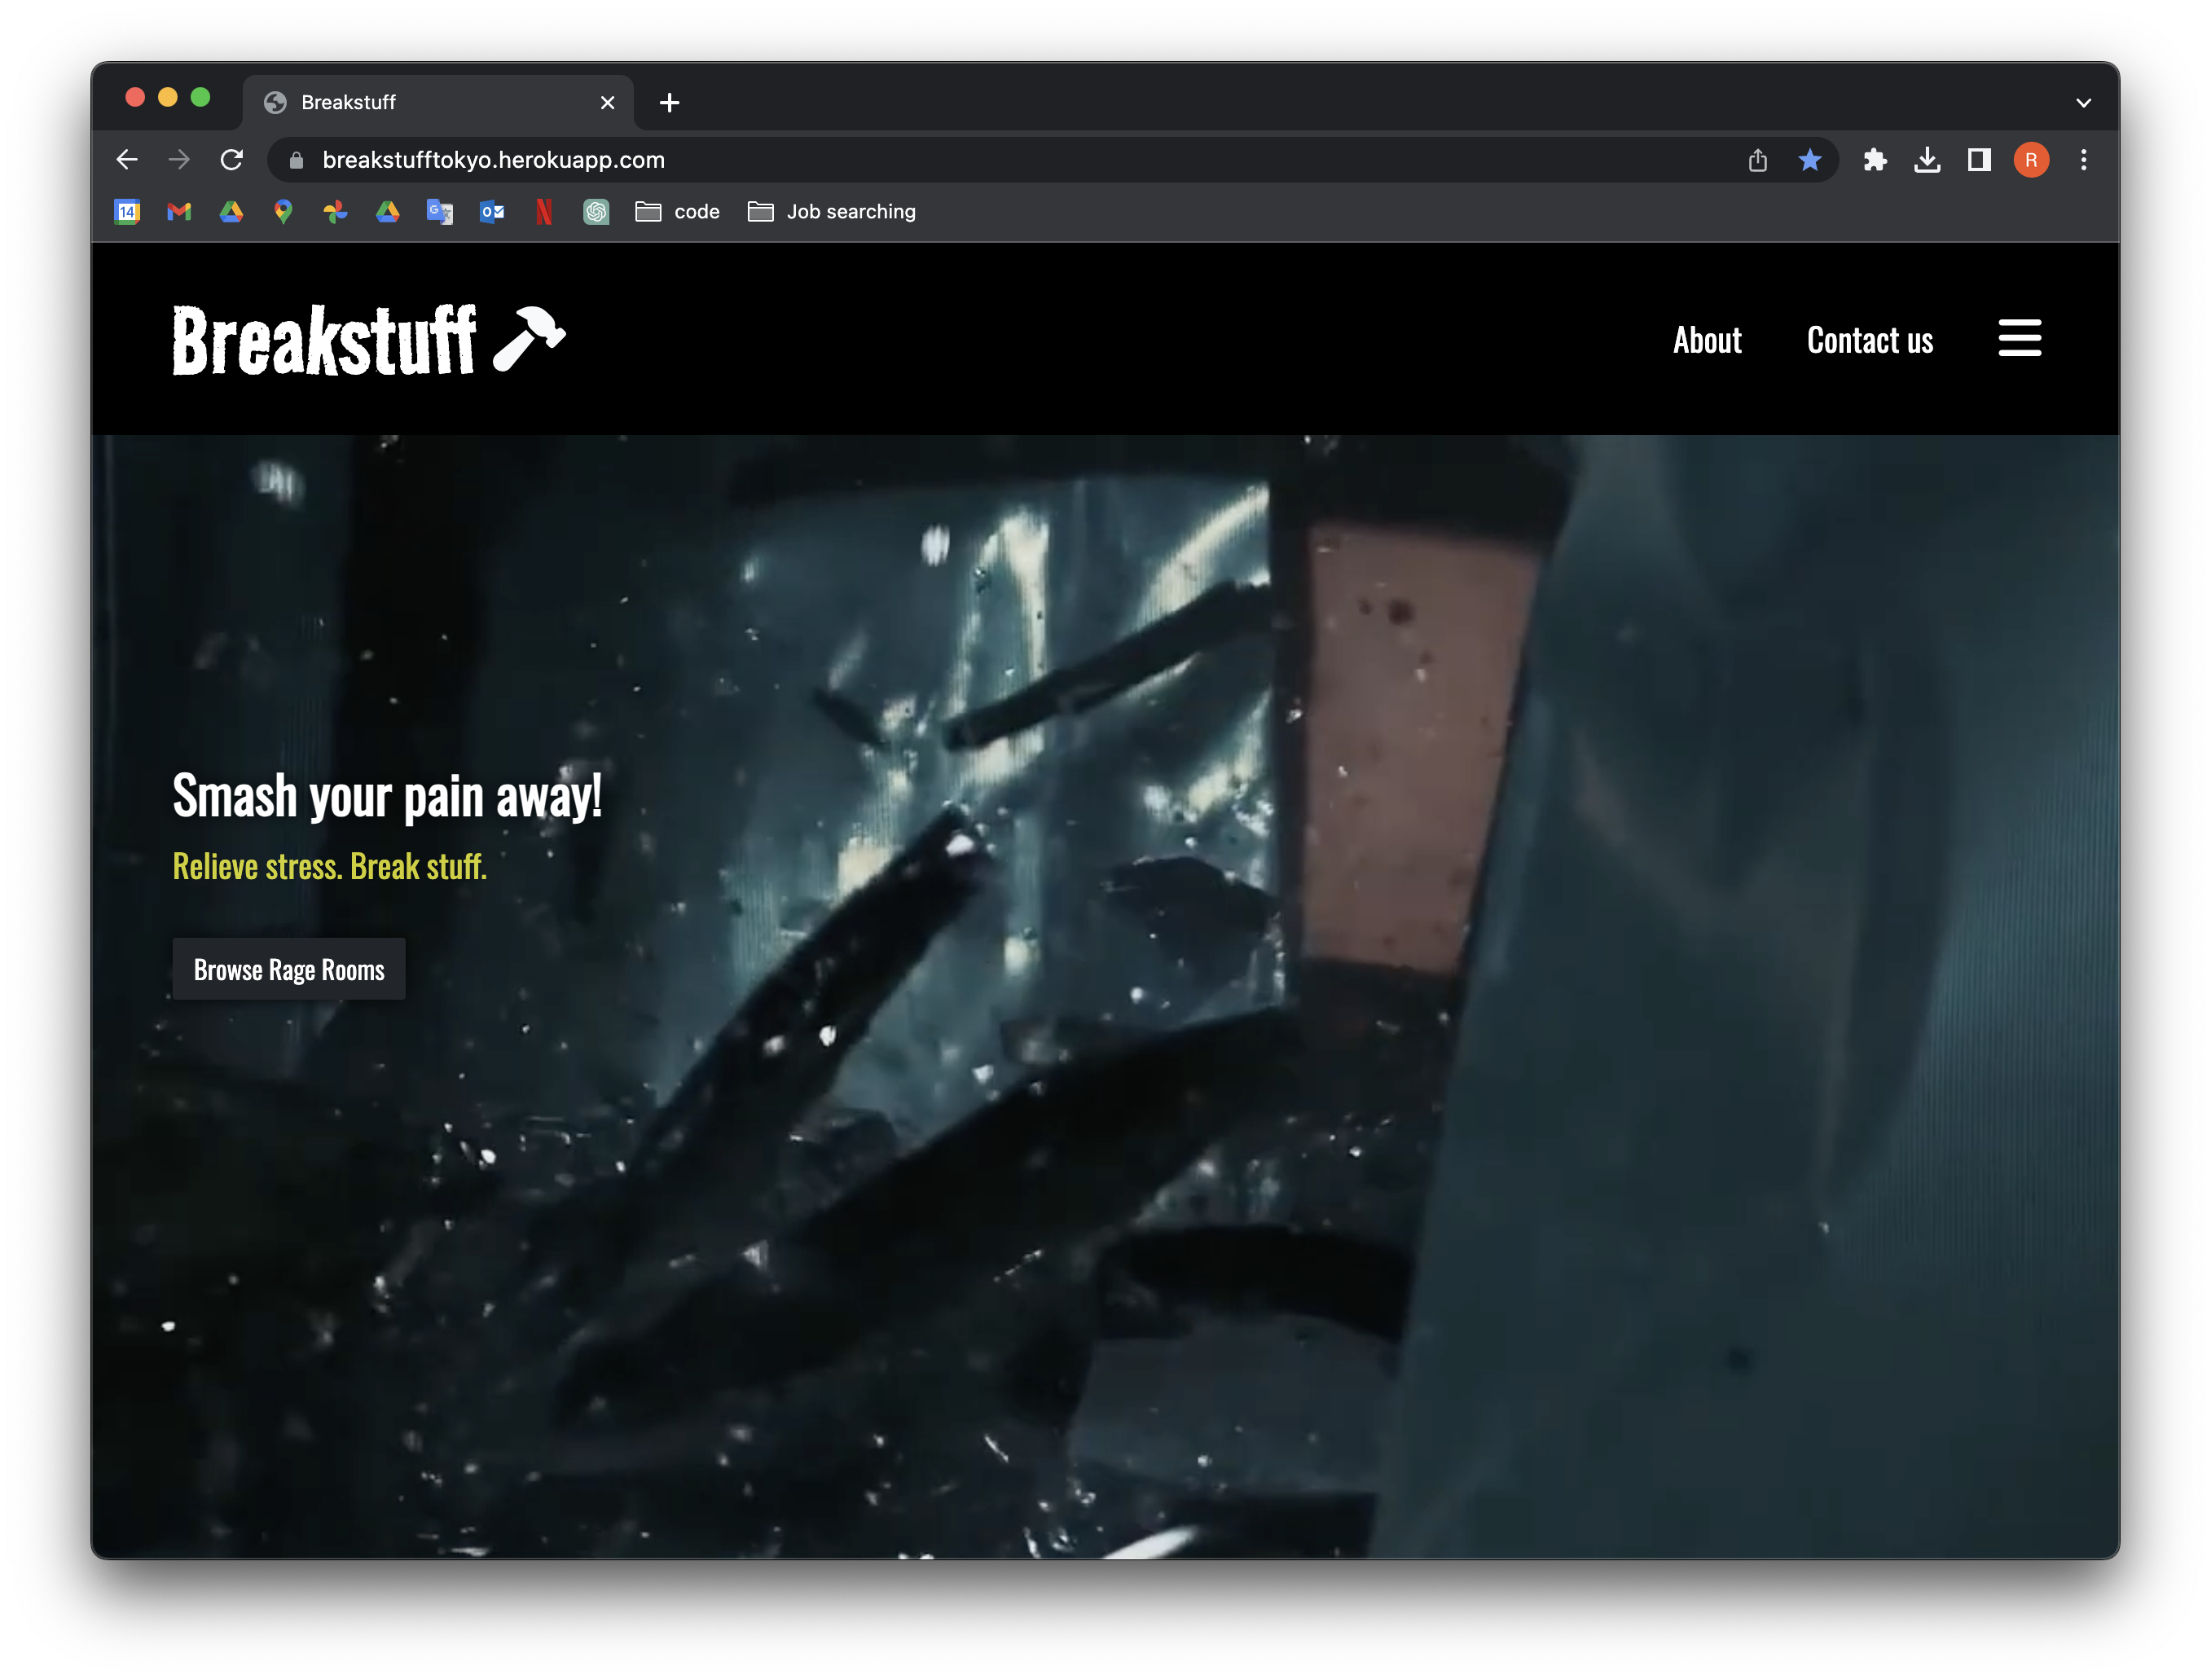 Breakstuff
breakstufftokyo.herokuapp.com
R
14 code Job searching
Breakstuff About Contact us
Smash your pain away!
Relieve stress. Break stuff.
Browse Rage Rooms